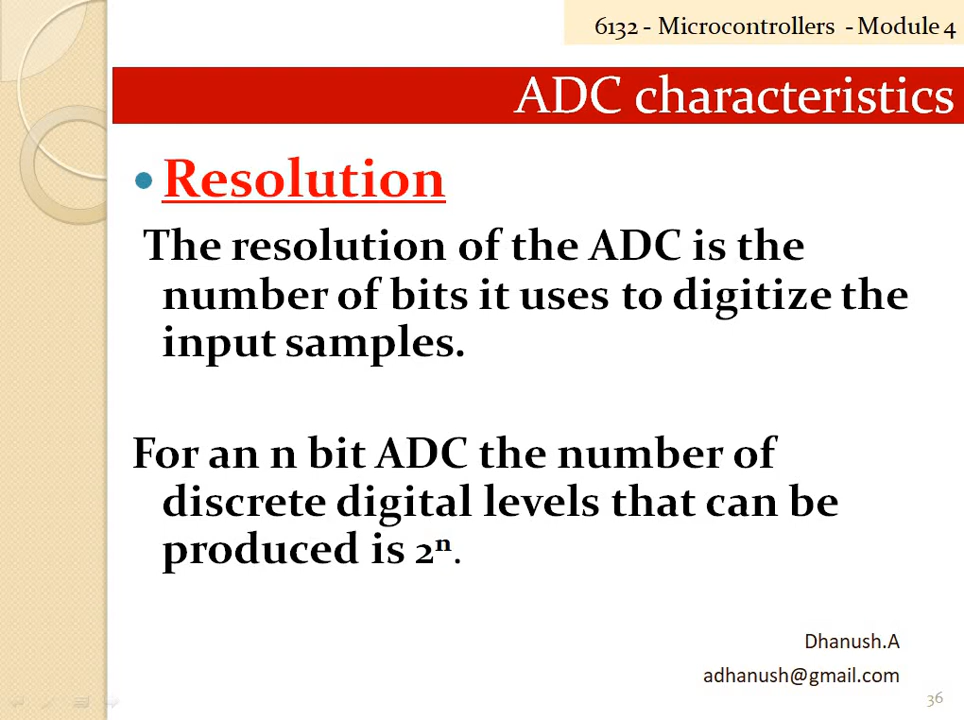 6132 - Microcontrollers - Module 4
ADC characteristics
• Resolution
The resolution of the ADC is the
number of bits it uses to digitize the
input samples.
For an n bit ADC the number of
discrete digital levels that can be
produced is 2ⁿ.
Dhanush.A
adhanush@gmail.com
36